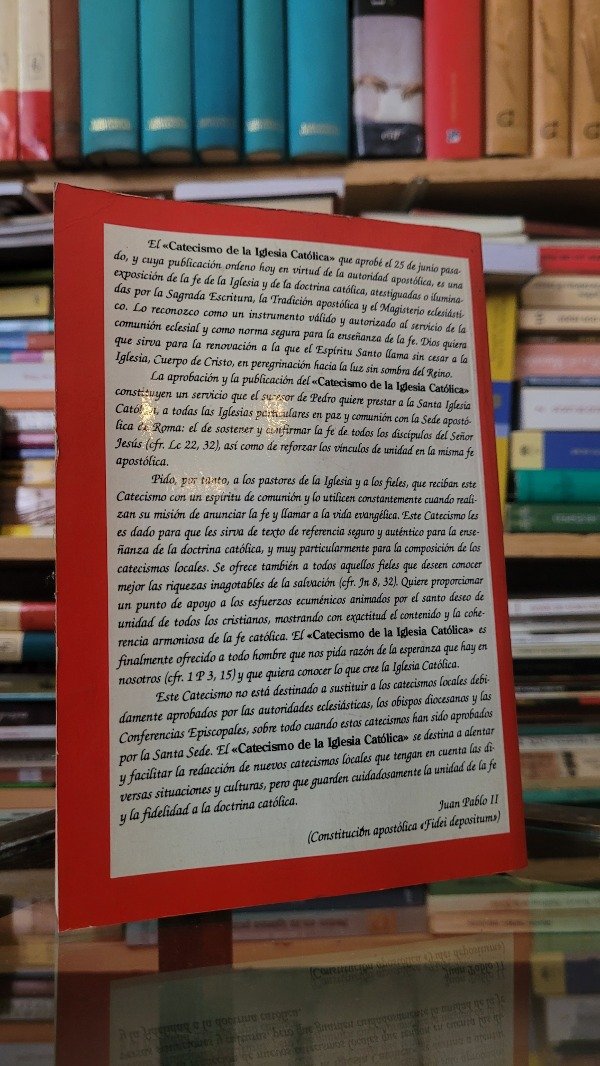 El «Catecismo de la Iglesia Católica» que aprobé el 25 de junio pasa-
do, y cuya publicación ordeno hoy en virtud de la autoridad apostólica, es una
exposición de la fe de la Iglesia y de la doctrina católica, atestiguadas o ilumina-
das por la Sagrada Escritura, la Tradición apostólica y el Magisterio eclesiásti-
co. Lo reconozco como un instrumento válido y autorizado al servicio de la
comunión eclesial y como norma segura para la enseñanza de la fe. Dios quiera
que sirva para la renovación a la que el Espíritu Santo llama sin cesar a la
Iglesia, Cuerpo de Cristo, en peregrinación hacia la luz sin sombra del Reino.
La aprobación y la publicación del «Catecismo de la Iglesia Católica»
constituyen un servicio que el sucesor de Pedro quiere prestar a la Santa Iglesia
Católica, a todas las Iglesias particulares en paz y comunión con la Sede apostó-
lica de Roma: el de sostener y confirmar la fe de todos los discípulos del Señor
Jesús (cfr. Lc 22, 32), así como de reforzar los vínculos de unidad en la misma fe
apostólica.
Pido, por tanto, a los pastores de la Iglesia y a los fieles, que reciban este
Catecismo con un espíritu de comunión y lo utilicen constantemente cuando reali-
zan su misión de anunciar la fe y llamar a la vida evangélica. Este Catecismo les
es dado para que les sirva de texto de referencia seguro y auténtico para la ense-
ñanza de la doctrina católica, y muy particularmente para la composición de los
catecismos locales. Se ofrece también a todos aquellos fieles que deseen conocer
mejor las riquezas inagotables de la salvación (cfr. Jn 8, 32). Quiere proporcionar
un punto de apoyo a los esfuerzos ecuménicos animados por el santo deseo de
unidad de todos los cristianos, mostrando con exactitud el contenido y la cohe-
rencia armoniosa de la fe católica. El «Catecismo de la Iglesia Católica» es
finalmente ofrecido a todo hombre que nos pida razón de la esperanza que hay en
nosotros (cfr. 1 P 3, 15) y que quiera conocer lo que cree la Iglesia Católica.
Este Catecismo no está destinado a sustituir a los catecismos locales debi-
damente aprobados por las autoridades eclesiásticas, los obispos diocesanos y las
Conferencias Episcopales, sobre todo cuando estos catecismos han sido aprobados
por la Santa Sede. El «Catecismo de la Iglesia Católica» se destina a alentar
y facilitar la redacción de nuevos catecismos locales que tengan en cuenta las di-
versas situaciones y culturas, pero que guarden cuidadosamente la unidad de la fe
y la fidelidad a la doctrina católica.
Juan Pablo II
(Constitución apostólica «Fidei depositum»)